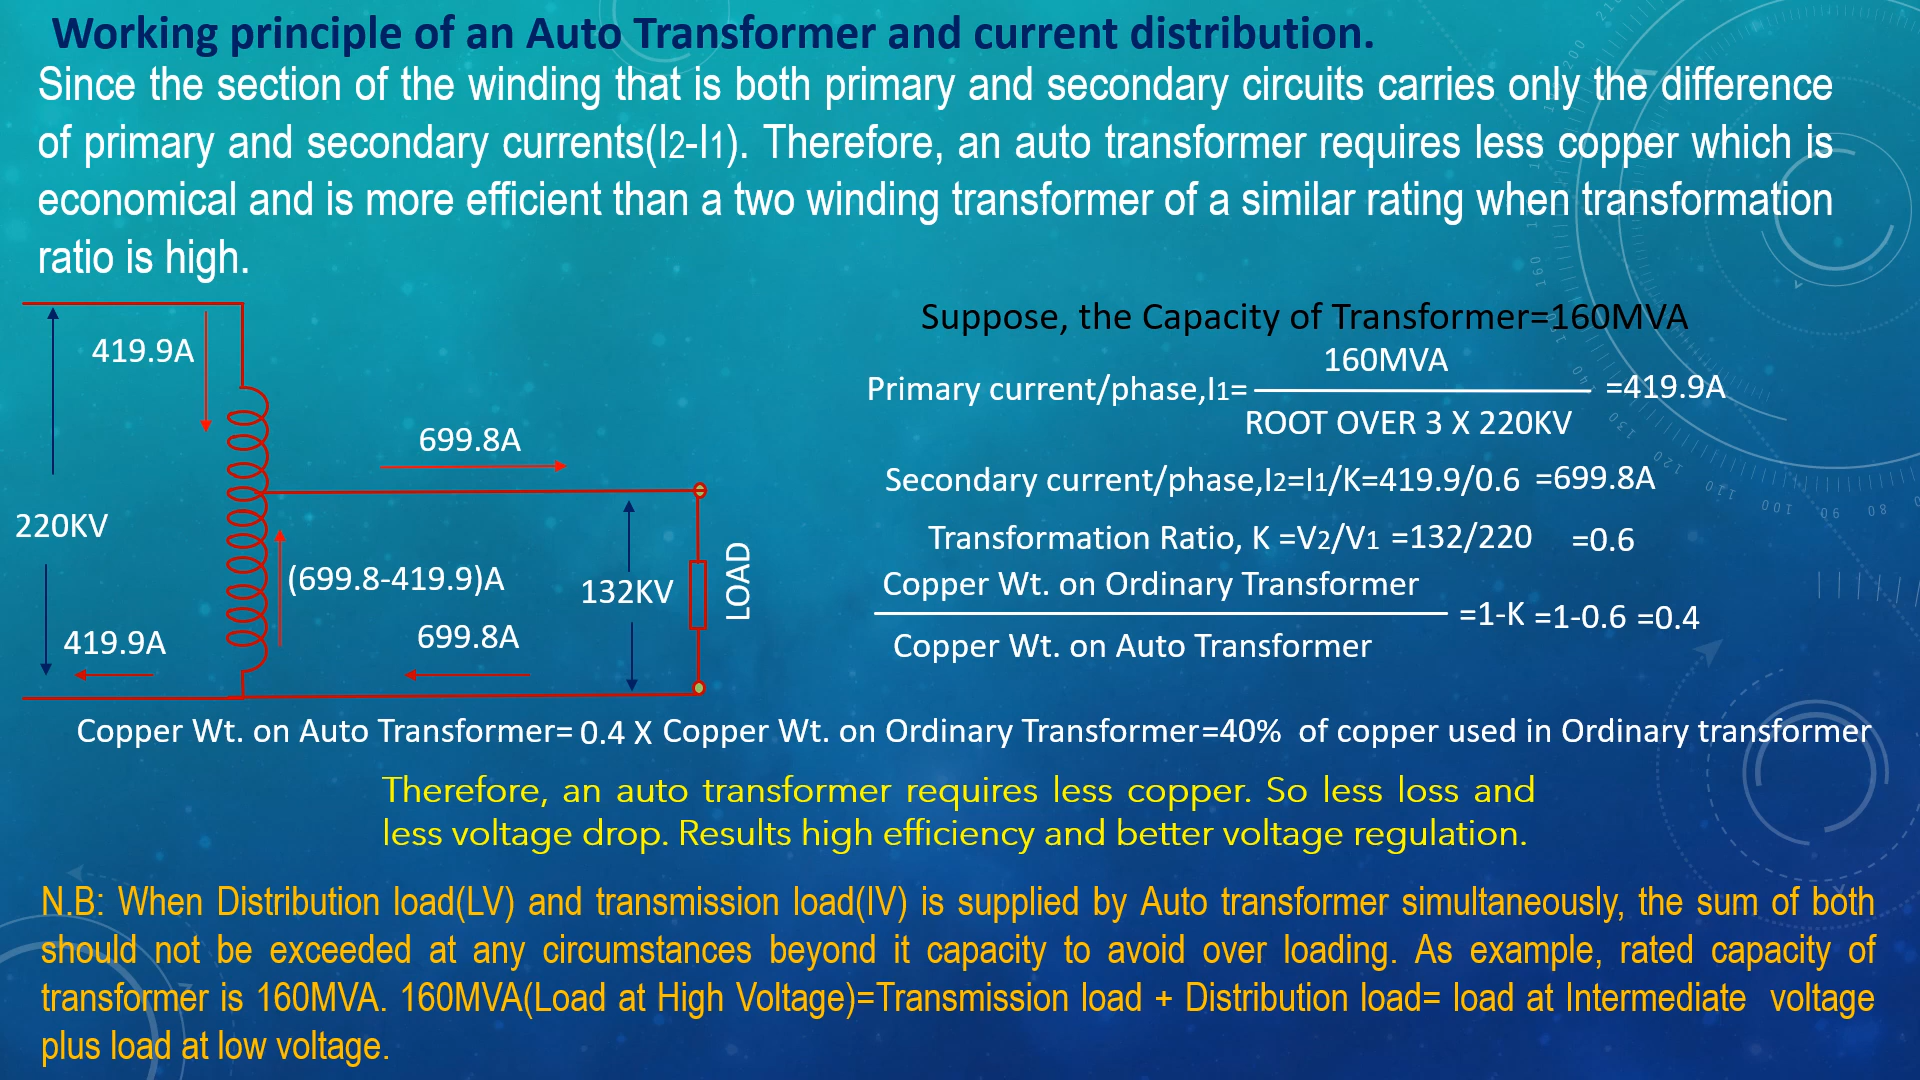 Working principle of an Auto Transformer and current distribution.
Since the section of the winding that is both primary and secondary circuits carries only the difference
of primary and secondary currents(I2-I1). Therefore, an auto transformer requires less copper which is
economical and is more efficient than a two winding transformer of a similar rating when transformation
ratio is high.
419.9A
699.8A
220KV
(699.8-419.9)A
132KV
LOAD
419.9A
699.8A
Suppose, the Capacity of Transformer=160MVA
160MVA
Primary current/phase,I1= =419.9A
ROOT OVER 3 X 220KV
Secondary current/phase,I2=I1/K=419.9/0.6 =699.8A
Transformation Ratio, K =V2/V1 =132/220 =0.6
Copper Wt. on Ordinary Transformer
=1-K =1-0.6 =0.4
Copper Wt. on Auto Transformer
Copper Wt. on Auto Transformer= 0.4 X Copper Wt. on Ordinary Transformer=40% of copper used in Ordinary transformer
Therefore, an auto transformer requires less copper. So less loss and
less voltage drop. Results high efficiency and better voltage regulation.
N.B: When Distribution load(LV) and transmission load(IV) is supplied by Auto transformer simultaneously, the sum of both
should not be exceeded at any circumstances beyond it capacity to avoid over loading. As example, rated capacity of
transformer is 160MVA. 160MVA(Load at High Voltage)=Transmission load + Distribution load= load at Intermediate voltage
plus load at low voltage.